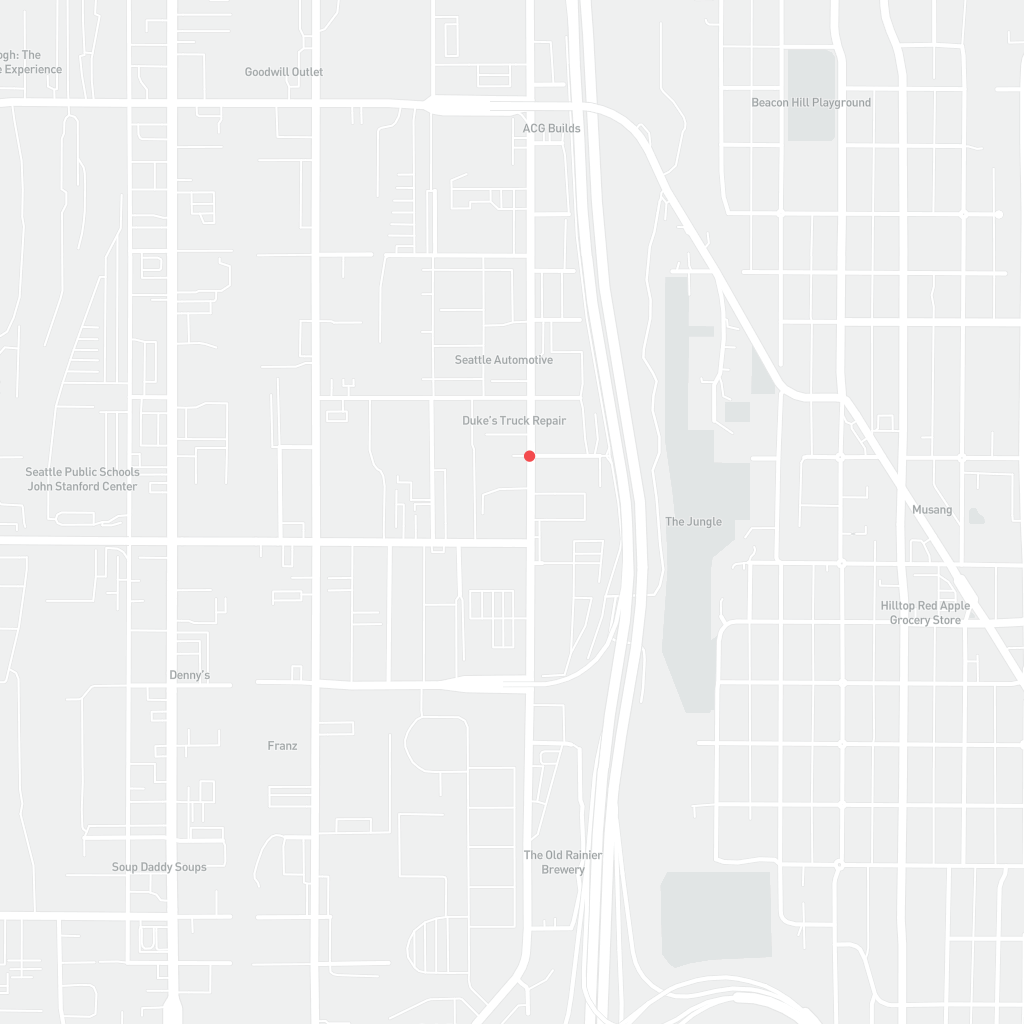 ogh: The
e Experience
Goodwill Outlet
Beacon Hill Playground
ACG Builds
Seattle Automotive
Duke's Truck Repair
Seattle Public Schools
John Stanford Center
Musang
The Jungle
Hilltop Red Apple
Grocery Store
Denny's
Franz
The Old Rainier
Brewery
Soup Daddy Soups